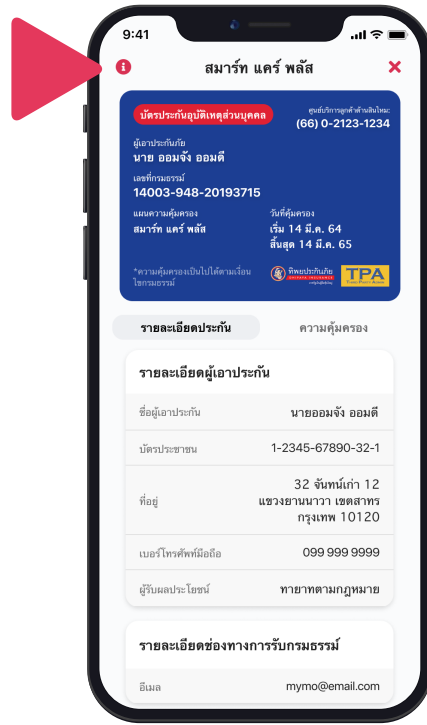 9:41
สมาร์ท แคร์ พลัส
บัตรประกันอุบัติเหตุส่วนบุคคล
ศูนย์บริการลูกค้าด้านสินไหม:
(66) 0-2123-1234
ผู้เอาประกันภัย
นาย ออมจัง ออมดี
เลขที่กรมธรรม์
14003-948-20193715
แผนความคุ้มครอง
สมาร์ท แคร์ พลัส
วันที่คุ้มครอง
เริ่ม 14 มี.ค. 64
สิ้นสุด 14 มี.ค. 65
*ความคุ้มครองเป็นไปได้ตามเงื่อน
ไขกรมธรรม์
ทิพยประกันภัย
TPA
รายละเอียดประกัน
ความคุ้มครอง
รายละเอียดผู้เอาประกัน
ชื่อผู้เอาประกัน
นายออมจัง ออมดี
บัตรประชาชน
1-2345-67890-32-1
ที่อยู่
32 จันทน์เก่า 12
แขวงยานนาวา เขตสาทร
กรุงเทพ 10120
เบอร์โทรศัพท์มือถือ
099 999 9999
ผู้รับผลประโยชน์
ทายาทตามกฎหมาย
รายละเอียดช่องทางการรับกรมธรรม์
อีเมล
mymo@email.com